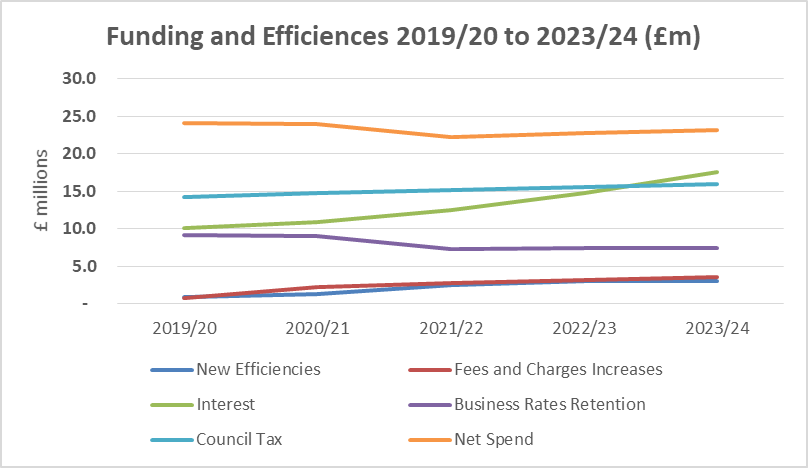 Funding and Efficiences 2019/20 to 2023/24 (£m)
30.0
25.0
20.0
15.0
10.0
5.0
-
£ millions
2019/20 2020/21 2021/22 2022/23 2023/24
New Efficiencies Fees and Charges Increases
Interest Business Rates Retention
Council Tax Net Spend